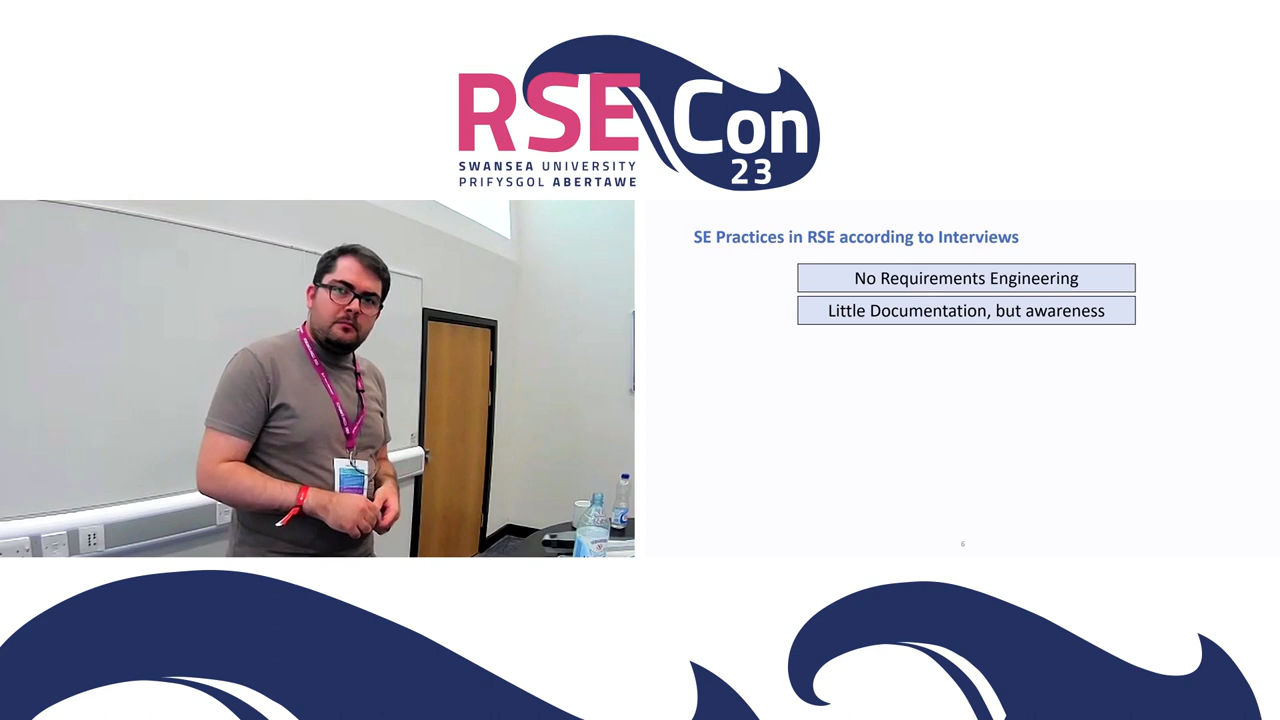 RSE Con
23
SWANSEA UNIVERSITY
PRIFYSGOL ABERTAWE
SE Practices in RSE according to Interviews
No Requirements Engineering
Little Documentation, but awareness
6